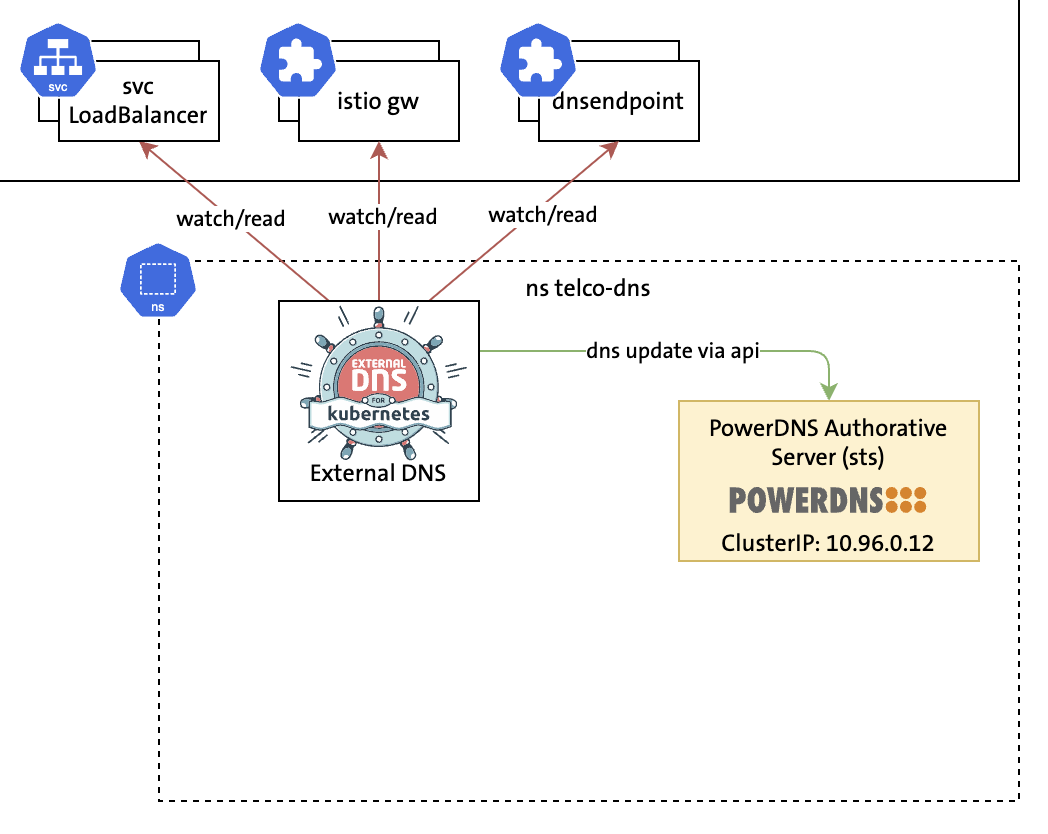 svc
svc
LoadBalancer
istio gw
dnsendpoint
watch/read
watch/read
watch/read
ns
ns telco-dns
EXTERNAL
DNS
FOR
kubernetes
External DNS
dns update via api
PowerDNS Authorative
Server (sts)
POWERDNS
ClusterIP: 10.96.0.12